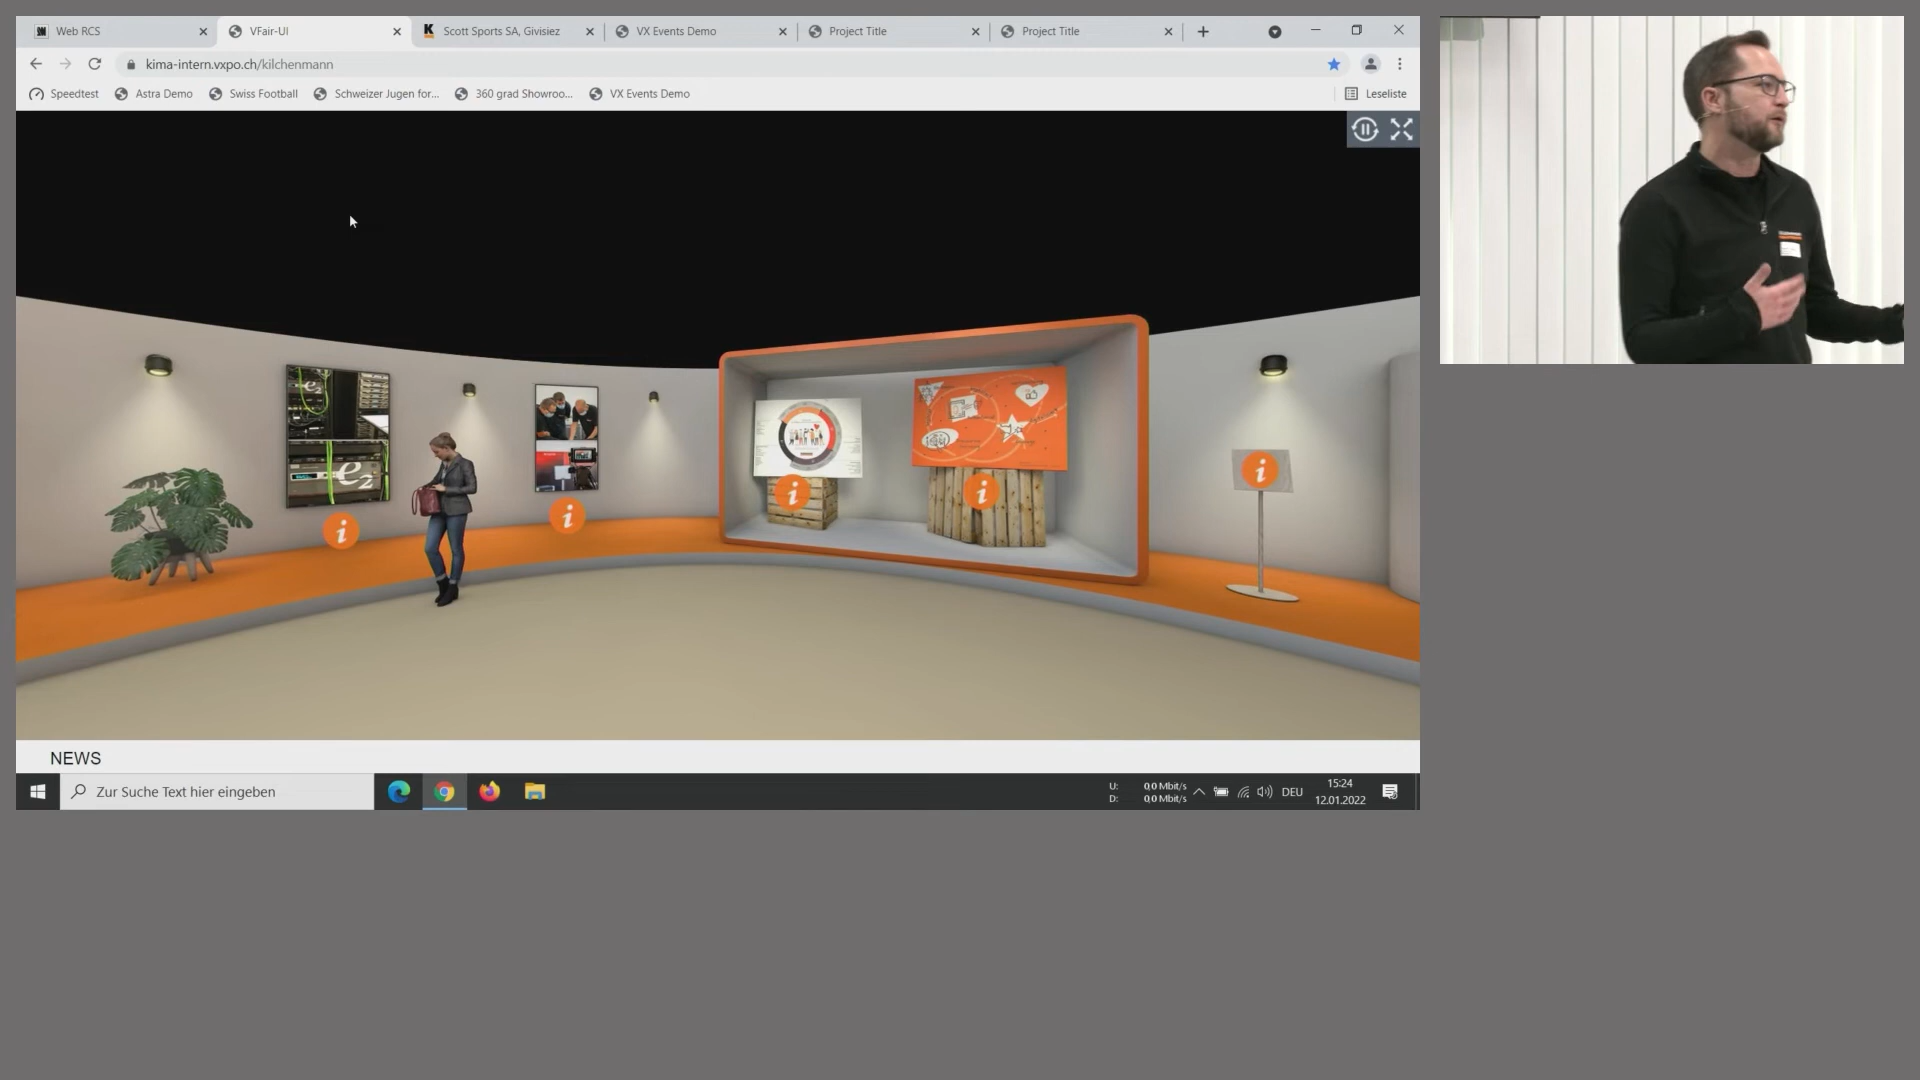 Web RCS
VFair-UI
Scott Sports SA, Givisiez
VX Events Demo
Project Title
Project Title
kima-intern.vxpo.ch/kilchenmann
Speedtest
Astra Demo
Swiss Football
Schweizer Jugen for...
360 grad Showroo...
VX Events Demo
Leseliste
e2
e2
i
i
i
i
i
NEWS
Zur Suche Text hier eingeben
U: 0,0 Mbit/s
D: 0,0 Mbit/s
DEU
15:24
12.01.2022